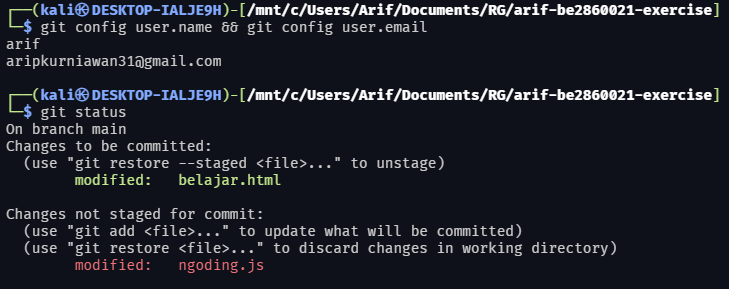 ┌──(kali㉿DESKTOP-IALJE9H)-[/mnt/c/Users/Arif/Documents/RG/arif-be2860021-exercise]
└─$ git config user.name && git config user.email
arif
aripkurniawan31@gmail.com
┌──(kali㉿DESKTOP-IALJE9H)-[/mnt/c/Users/Arif/Documents/RG/arif-be2860021-exercise]
└─$ git status
On branch main
Changes to be committed:
  (use "git restore --staged <file>..." to unstage)
        modified:   belajar.html
Changes not staged for commit:
  (use "git add <file>..." to update what will be committed)
  (use "git restore <file>..." to discard changes in working directory)
        modified:   ngoding.js